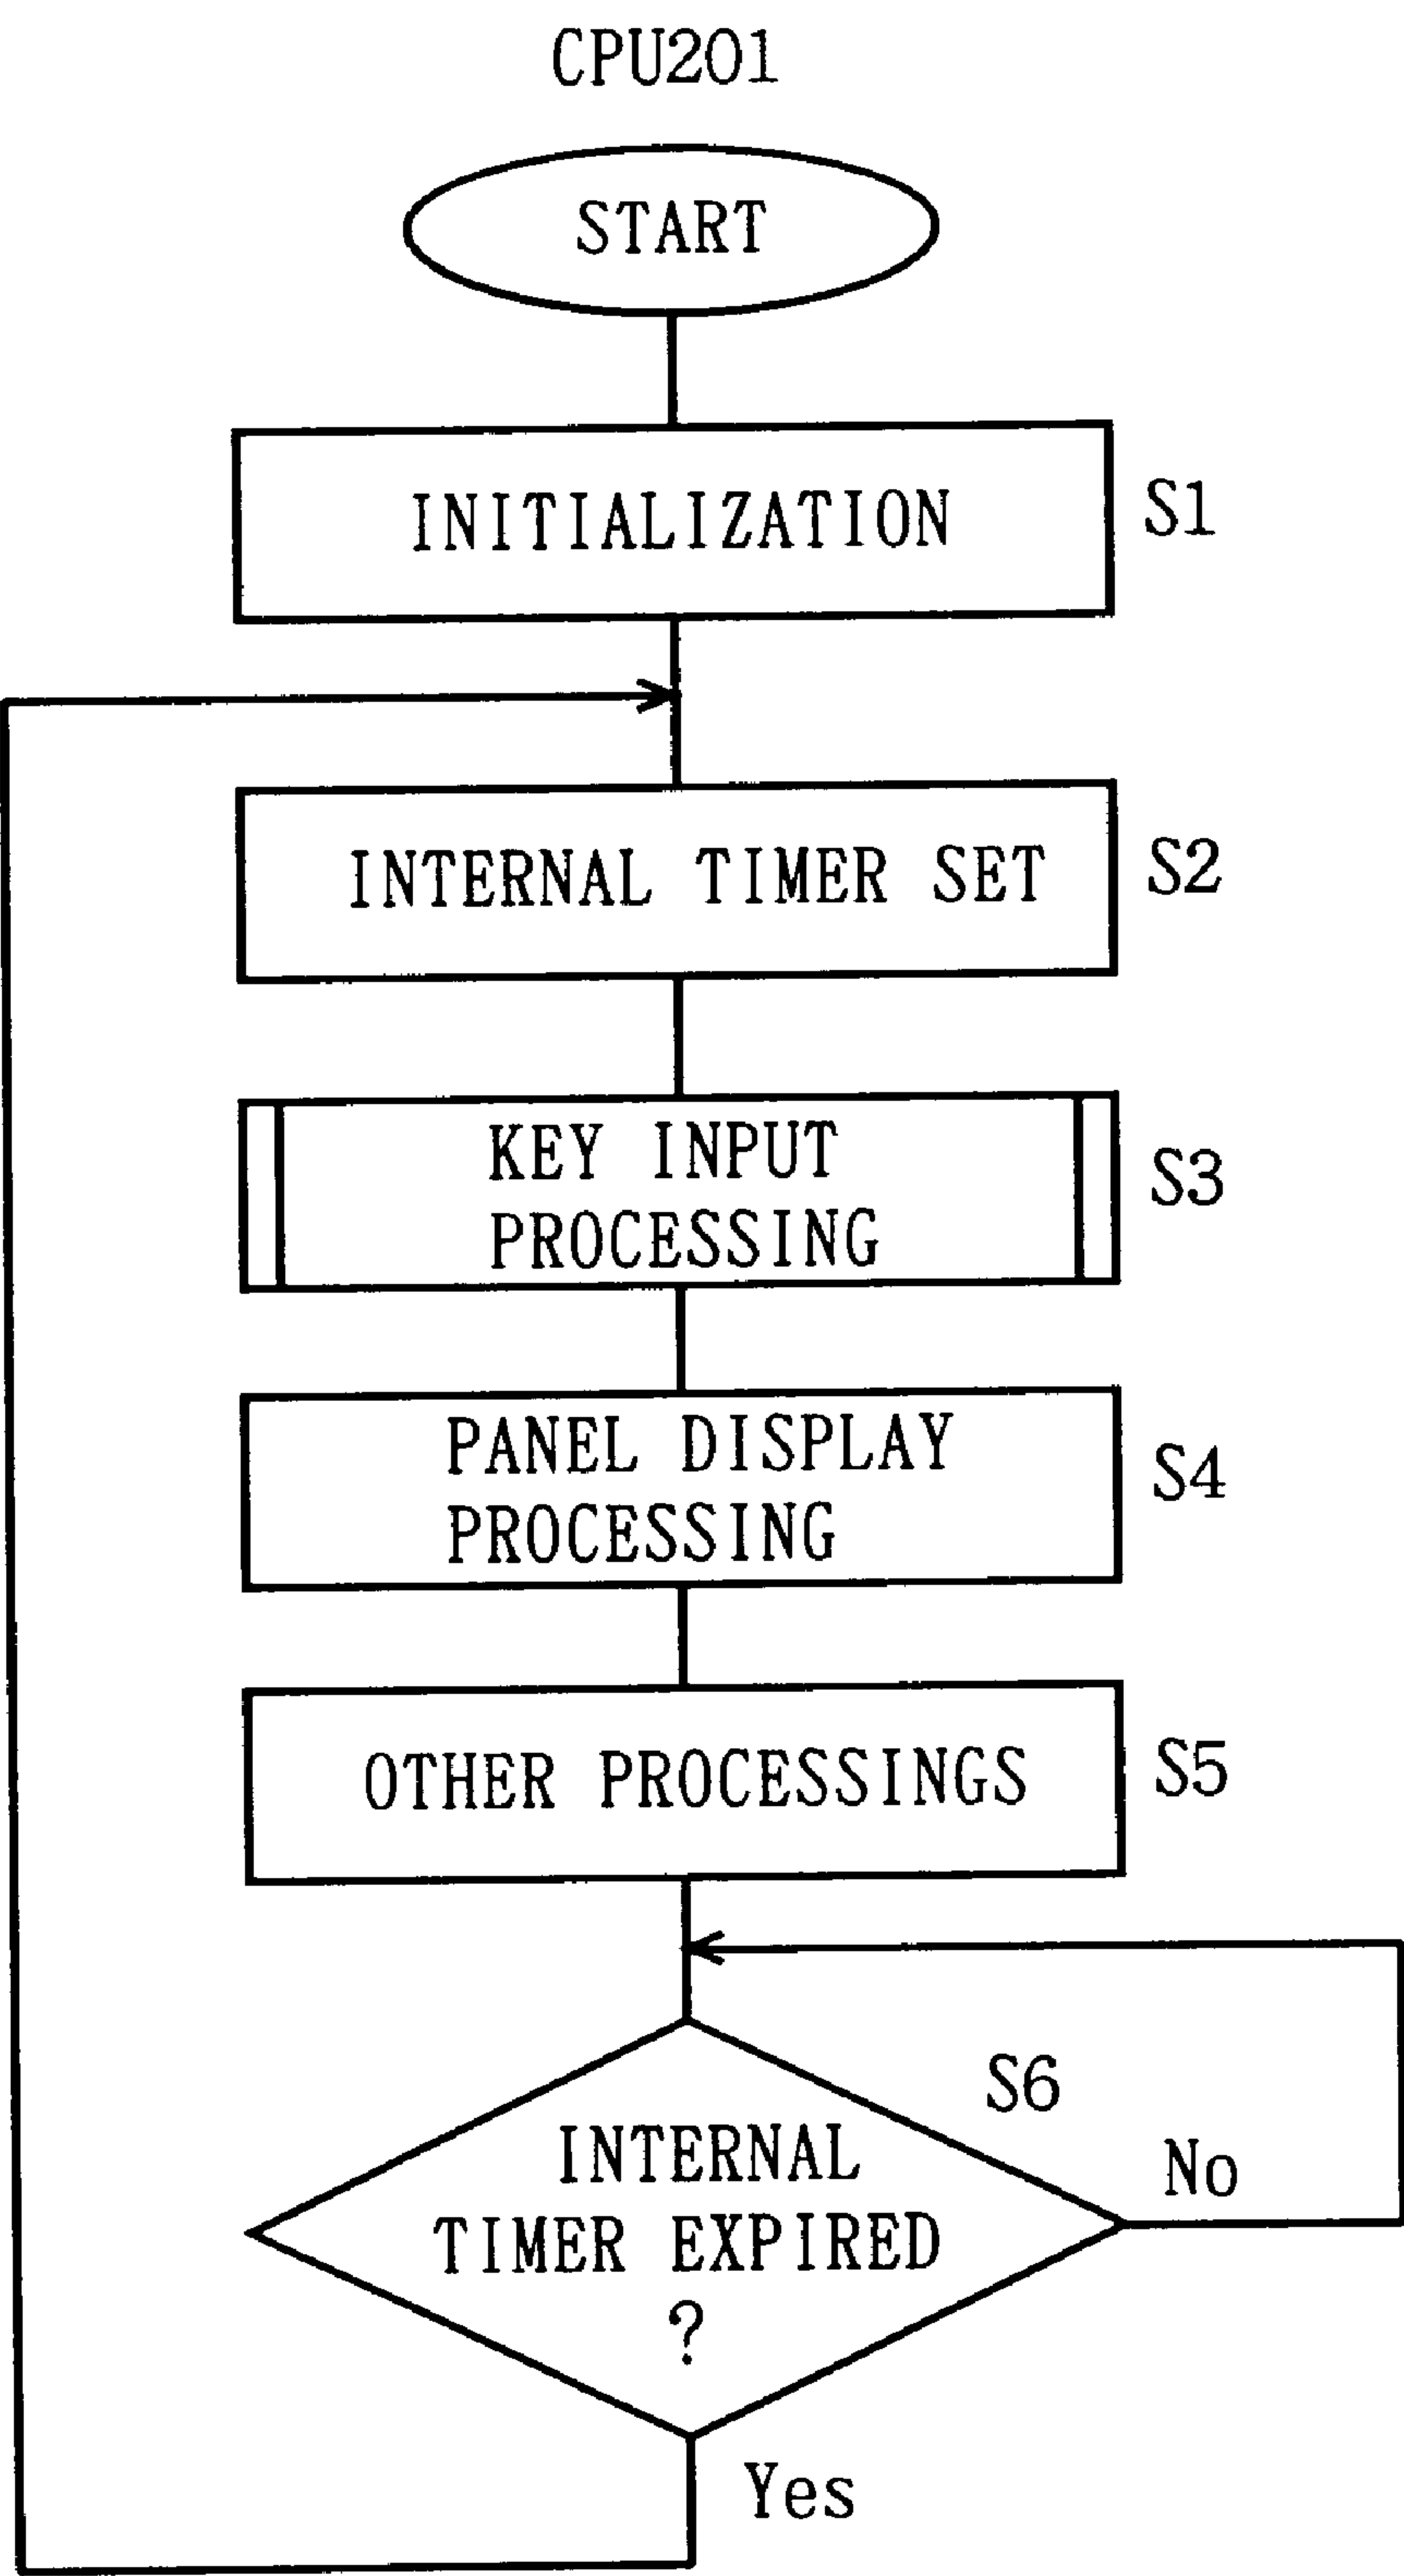 CPU201
START
INITIALIZATION
S1
INTERNAL TIMER SET
S2
KEY INPUT
PROCESSING
S3
PANEL DISPLAY
PROCESSING
S4
OTHER PROCESSINGS
S5
S6
INTERNAL
TIMER EXPIRED
?
No
Yes